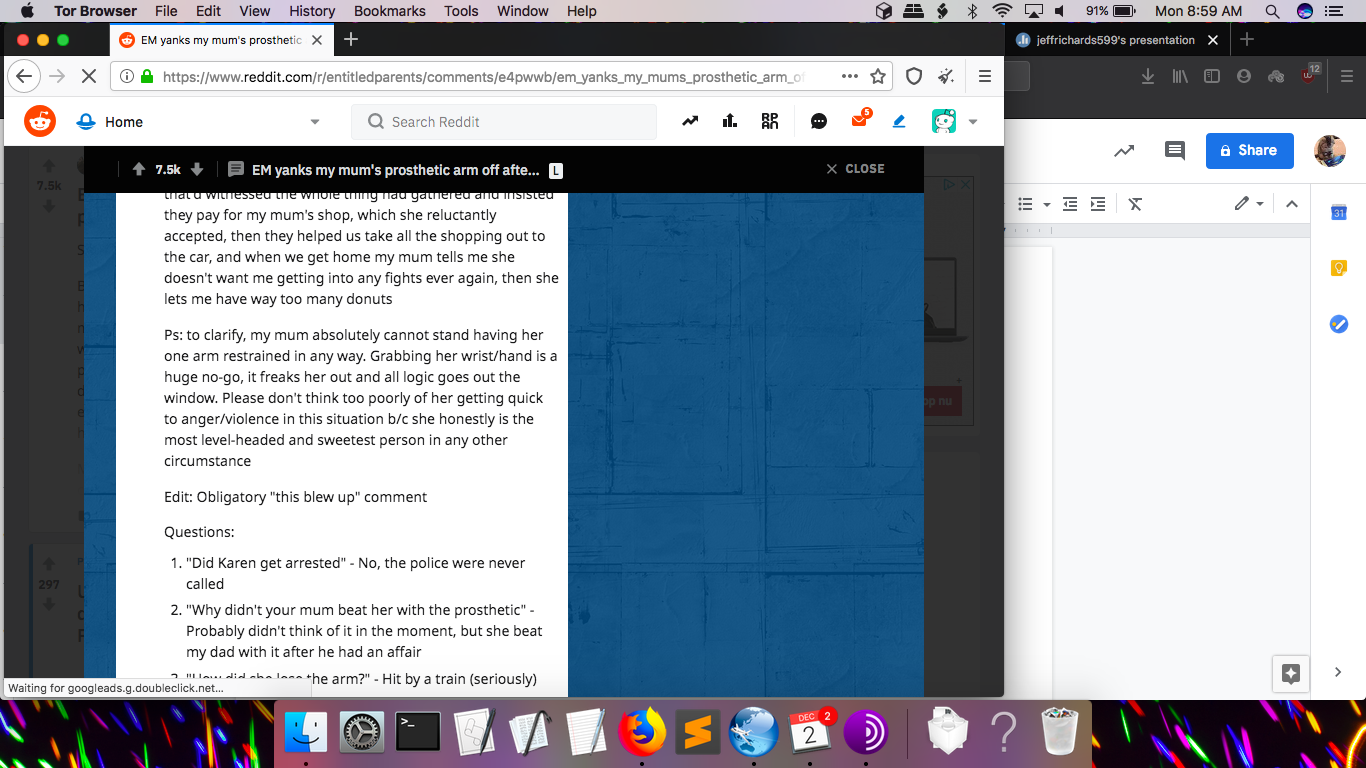 Tor Browser File Edit View History Bookmarks Tools Window Help 91% Mon 8:59 AM
EM yanks my mum's prosthetic
jeffrichards599's presentation
https://www.reddit.com/r/entitledparents/comments/e4pwwb/em_yanks_my_mums_prosthetic_arm_of
12
Home
Search Reddit
5
Share
7.5k
7.5k EM yanks my mum's prosthetic arm off afte... L CLOSE
that'd witnessed the whole thing had gathered and insisted
they pay for my mum's shop, which she reluctantly
accepted, then they helped us take all the shopping out to
the car, and when we get home my mum tells me she
doesn't want me getting into any fights ever again, then she
lets me have way too many donuts
Ps: to clarify, my mum absolutely cannot stand having her
one arm restrained in any way. Grabbing her wrist/hand is a
huge no-go, it freaks her out and all logic goes out the
window. Please don't think too poorly of her getting quick
to anger/violence in this situation b/c she honestly is the
most level-headed and sweetest person in any other
circumstance
Edit: Obligatory "this blew up" comment
Questions:
1. "Did Karen get arrested" - No, the police were never
called
297
2. "Why didn't your mum beat her with the prosthetic" -
Probably didn't think of it in the moment, but she beat
my dad with it after he had an affair
3. "How did she lose the arm?" - Hit by a train (seriously)
Waiting for googleads.g.doubleclick.net...
31
DEC 2
2